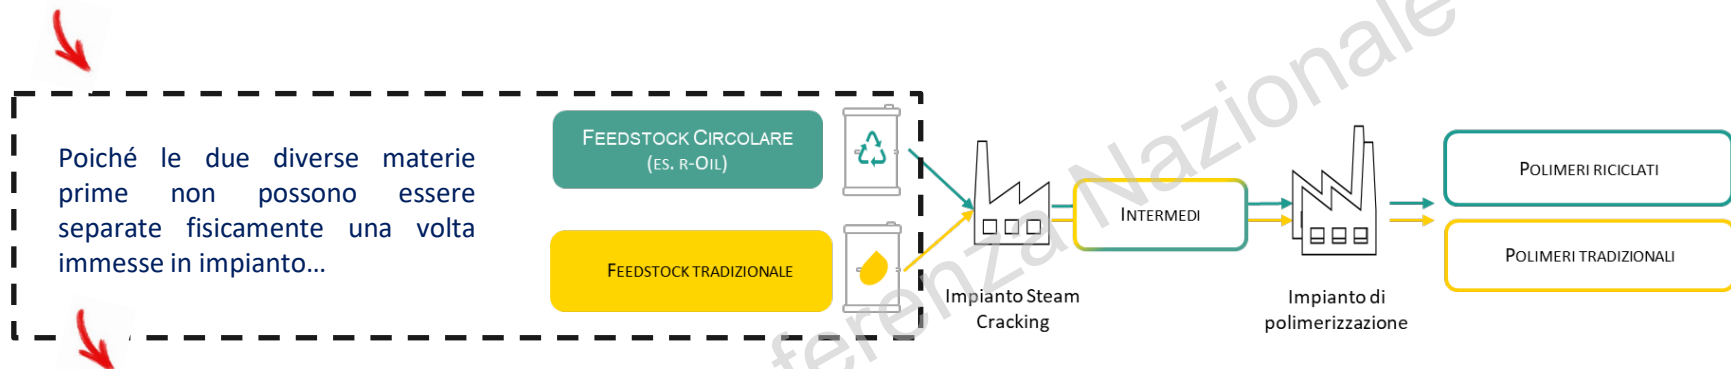 Poiché le due diverse materie
prime non possono essere
separate fisicamente una volta
immesse in impianto…
FEEDSTOCK CIRCOLARE
(ES. R-OIL)
FEEDSTOCK TRADIZIONALE
Impianto Steam
Cracking
INTERMEDI
Impianto di
polimerizzazione
POLIMERI RICICLATI
POLIMERI TRADIZIONALI
ferenza Nazionale